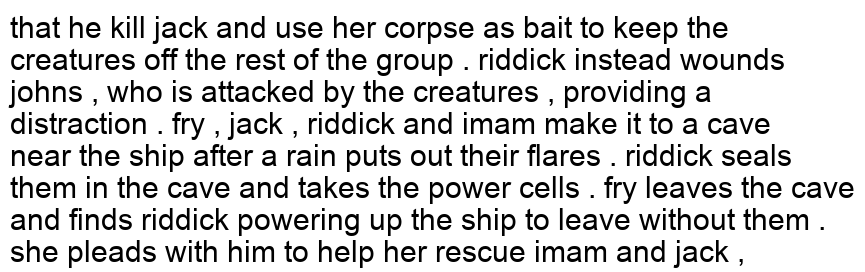 that he kill jack and use her corpse as bait to keep the
creatures off the rest of the group . riddick instead wounds
johns , who is attacked by the creatures , providing a
distraction . fry , jack , riddick and imam make it to a cave
near the ship after a rain puts out their flares . riddick seals
them in the cave and takes the power cells . fry leaves the cave
and finds riddick powering up the ship to leave without them .
she pleads with him to help her rescue imam and jack ,